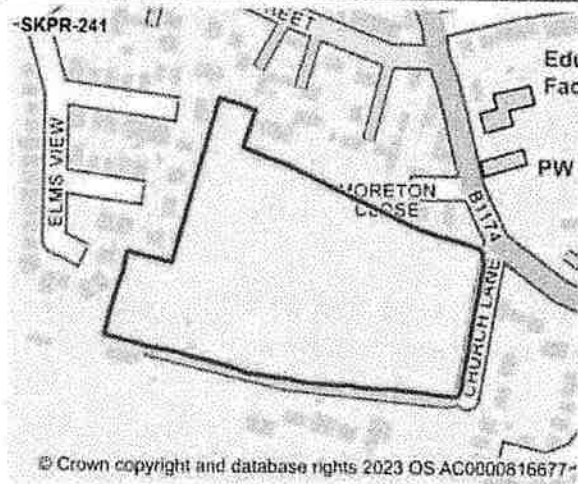 SKPR-241
REET
Edu
Fac
ELMS VIEW
MORETON
CLOSE
PW
B1174
CHURCH LANE
© Crown copyright and database rights 2023 OS AC0000816677